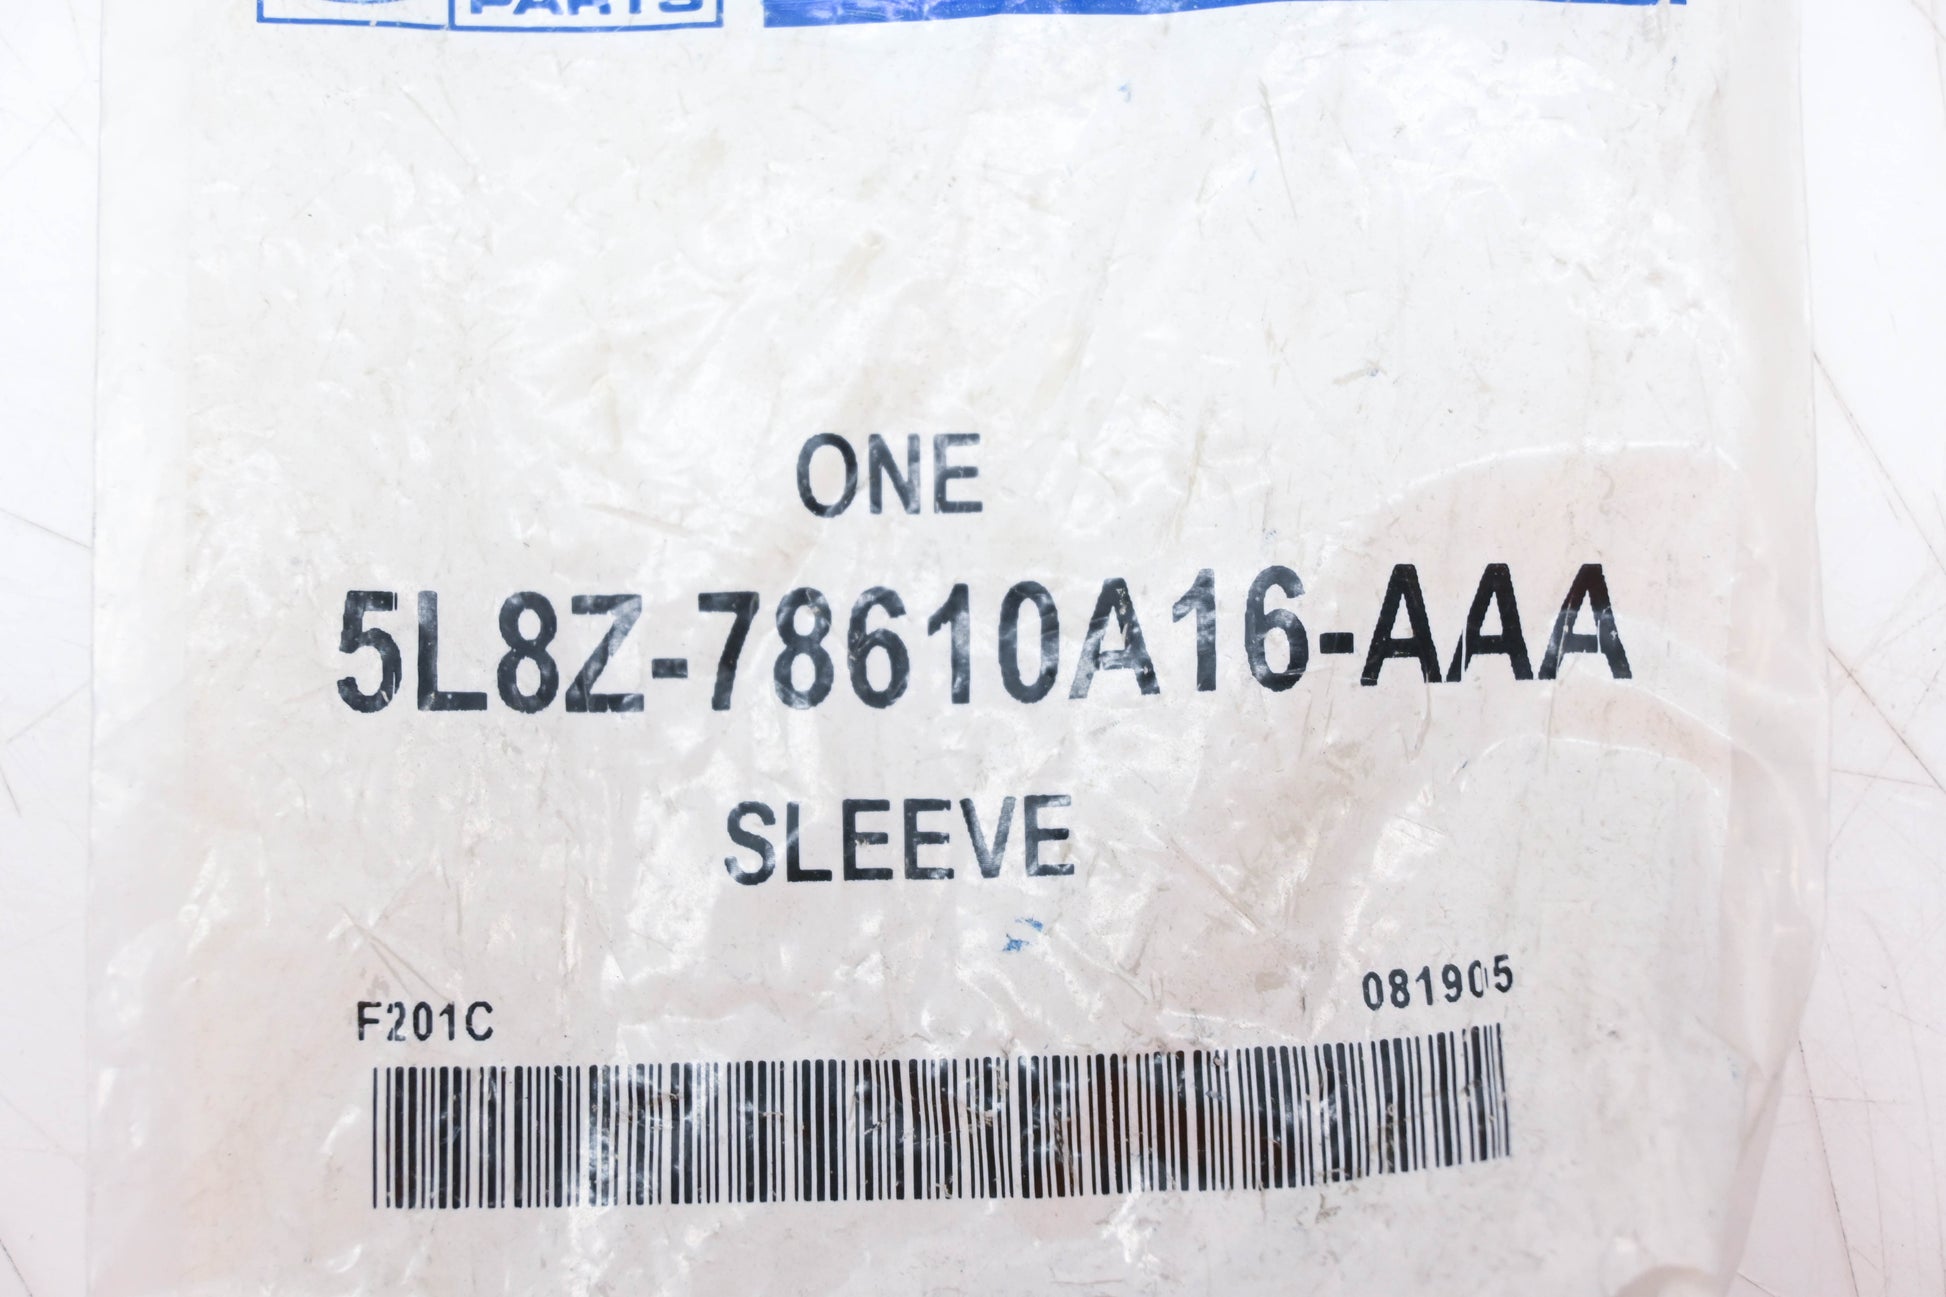 PARTS
ONE
5L8Z-78610A16-AAA
SLEEVE
F201C
081905